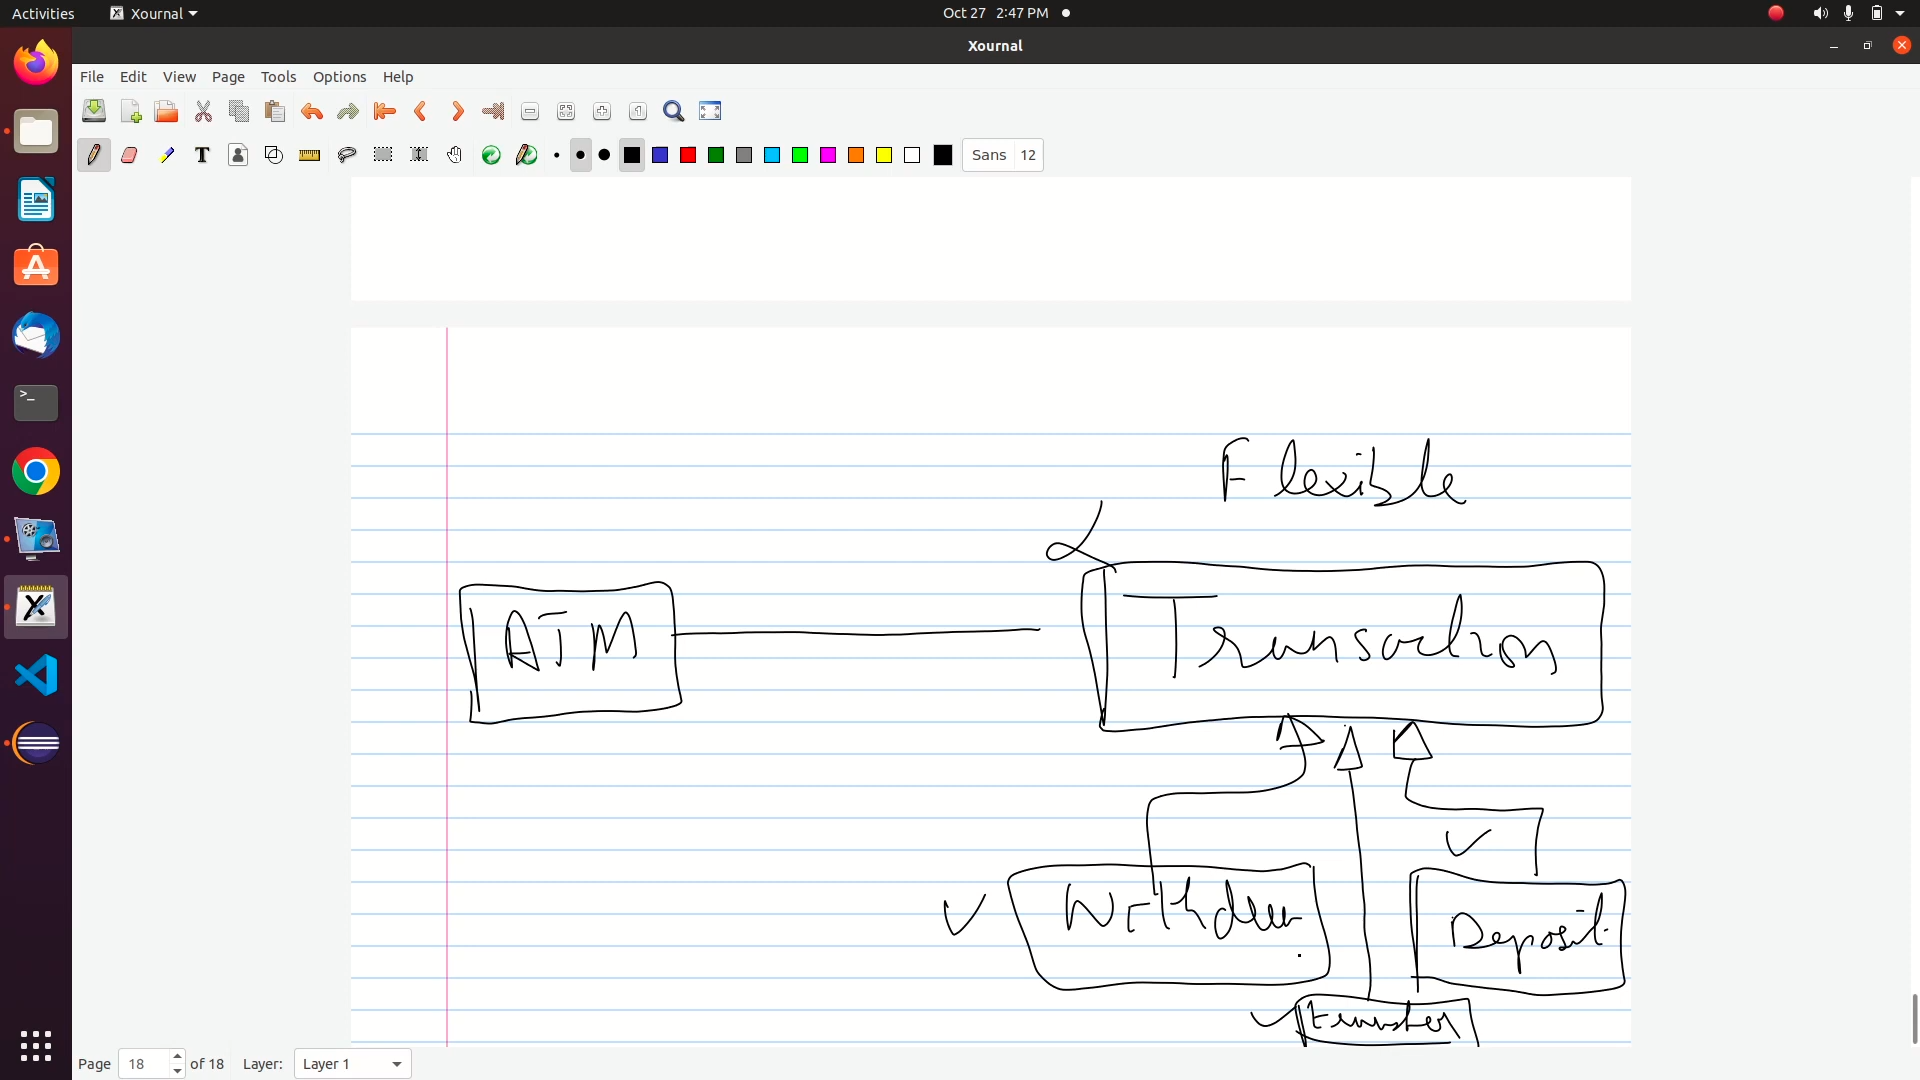 Activities Xournal Oct 27 2:47 PM
Xournal
File Edit View Page Tools Options Help
Sans 12
Flexible
ATM Transaction
Withdraw Deposit
transfer
Page 18 of 18 Layer: Layer 1